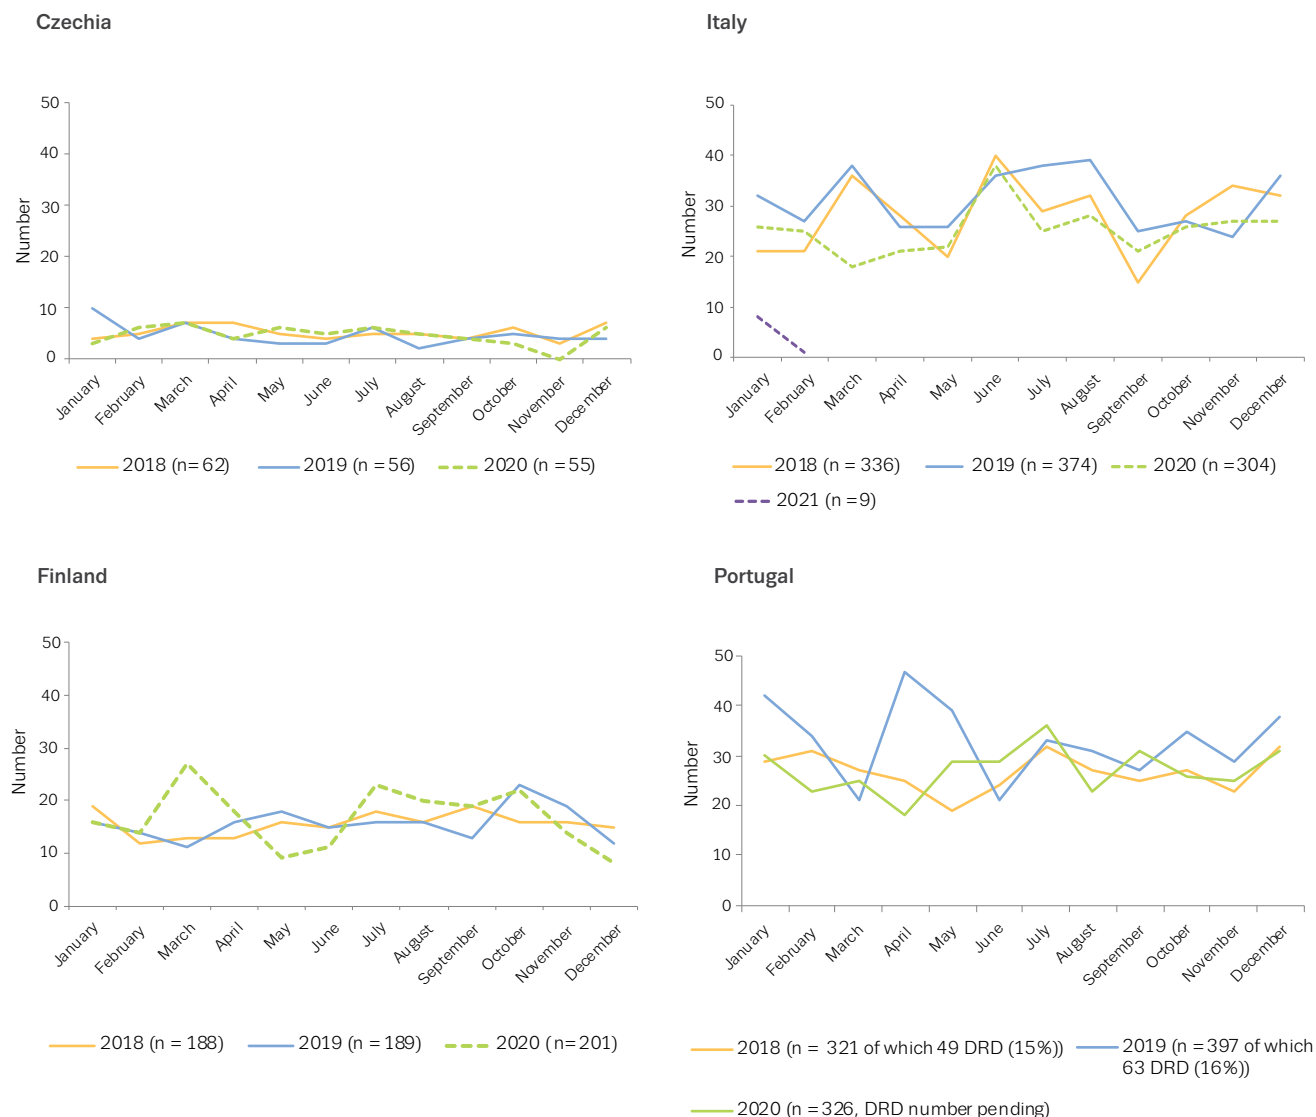 Czechia
50
40
30
20
10
0
Number
January
February
March
April
May
June
July
August
September
October
November
December
2018 (n= 62)
2019 (n = 56)
2020 (n = 55)
Italy
50
40
30
20
10
0
Number
January
February
March
April
May
June
July
August
September
October
November
December
2018 (n = 336)
2019 (n = 374)
2020 (n =304)
2021 (n =9)
Finland
50
40
30
20
10
0
Number
January
February
March
April
May
June
July
August
September
October
November
December
2018 (n = 188)
2019 (n = 189)
2020 (n=201)
Portugal
50
40
30
20
10
0
Number
January
February
March
April
May
June
July
August
September
October
November
December
2018 (n = 321 of which 49 DRD (15%))
2019 (n = 397 of which
63 DRD (16%))
2020 (n = 326, DRD number pending)